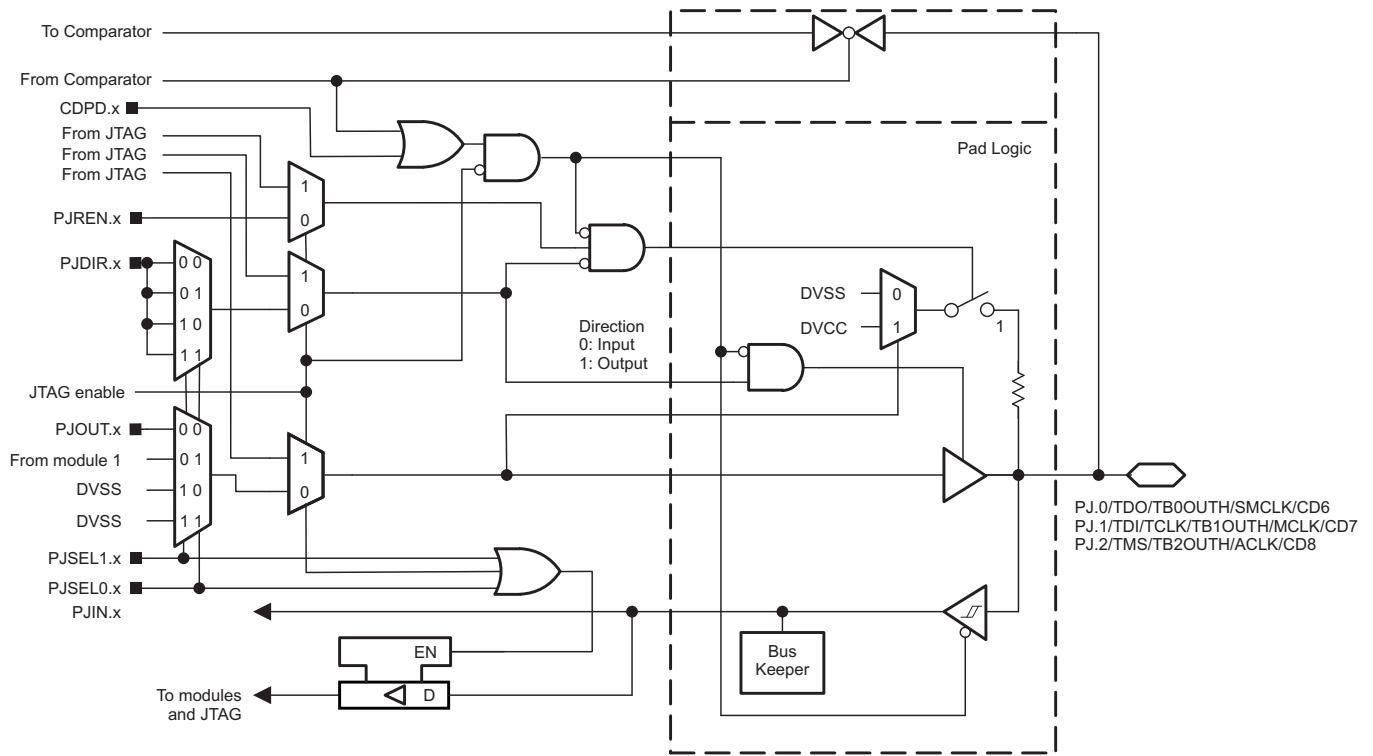 To Comparator
From Comparator
CDPD.x
From JTAG
From JTAG
From JTAG
Pad Logic
1
PJREN.x
0
PJDIR.x
0 0
0 1
1 0
1 1
1
0
DVSS
0
DVCC
1
1
Direction
0: Input
1: Output
JTAG enable
PJOUT.x
0 0
From module 1
0 1
DVSS
1 0
DVSS
1 1
1
0
PJ.0/TDO/TB0OUTH/SMCLK/CD6
PJ.1/TDI/TCLK/TB1OUTH/MCLK/CD7
PJ.2/TMS/TB2OUTH/ACLK/CD8
PJSEL1.x
PJSEL0.x
PJIN.x
EN
D
Bus
Keeper
To modules
and JTAG